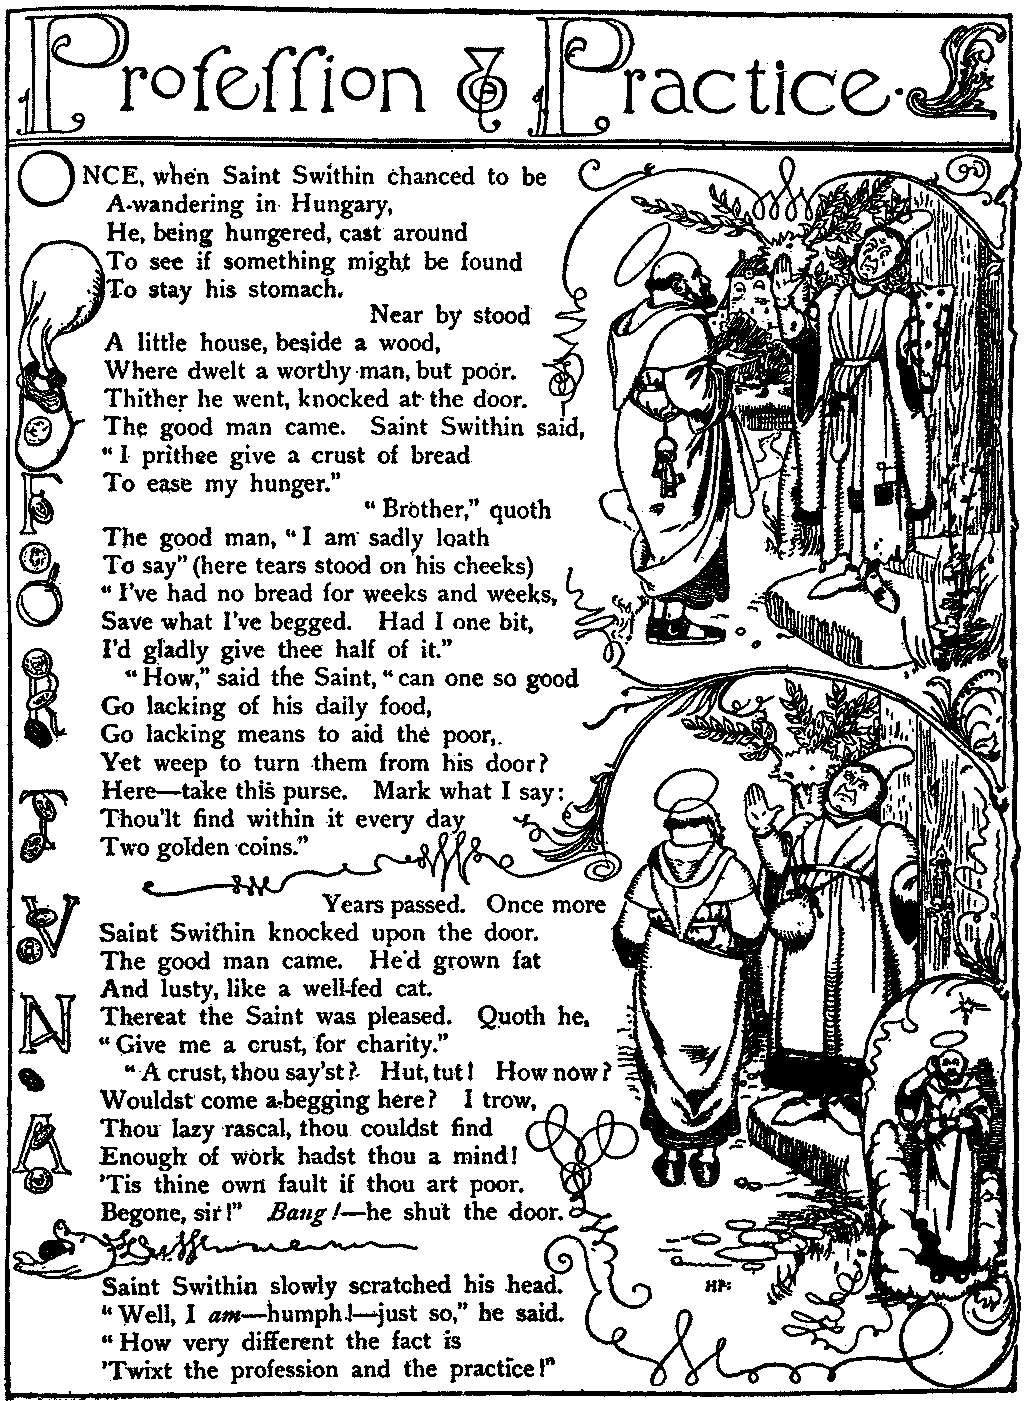 Profeſſion & Practice.
ONCE, when Saint Swithin chanced to be
A-wandering in Hungary,
He, being hungered, cast around
To see if something might be found
To stay his stomach.
Near by stood
A little house, beside a wood,
Where dwelt a worthy man, but poor.
Thither he went, knocked at the door.
The good man came. Saint Swithin said,
“I prithee give a crust of bread
To ease my hunger.”
“Brother,” quoth
The good man, “I am sadly loath
To say” (here tears stood on his cheeks)
“I've had no bread for weeks and weeks,
Save what I've begged. Had I one bit,
I'd gladly give thee half of it.”
“How,” said the Saint, “can one so good
Go lacking of his daily food,
Go lacking means to aid the poor,
Yet weep to turn them from his door?
Here—take this purse. Mark what I say:
Thou'lt find within it every day
Two golden coins.”
Years passed. Once more
Saint Swithin knocked upon the door.
The good man came. He'd grown fat
And lusty, like a well-fed cat.
Thereat the Saint was pleased. Quoth he,
“Give me a crust, for charity.”
“A crust, thou say'st? Hut, tut! How now?
Wouldst come a-begging here? I trow,
Thou lazy rascal, thou couldst find
Enough of work hadst thou a mind!
'Tis thine own fault if thou art poor.
Begone, sir!” Bang!—he shut the door.
Saint Swithin slowly scratched his head.
“Well, I am—humph!—just so,” he said.
“How very different the fact is
'Twixt the profession and the practice!”
FORTVNA
HP: